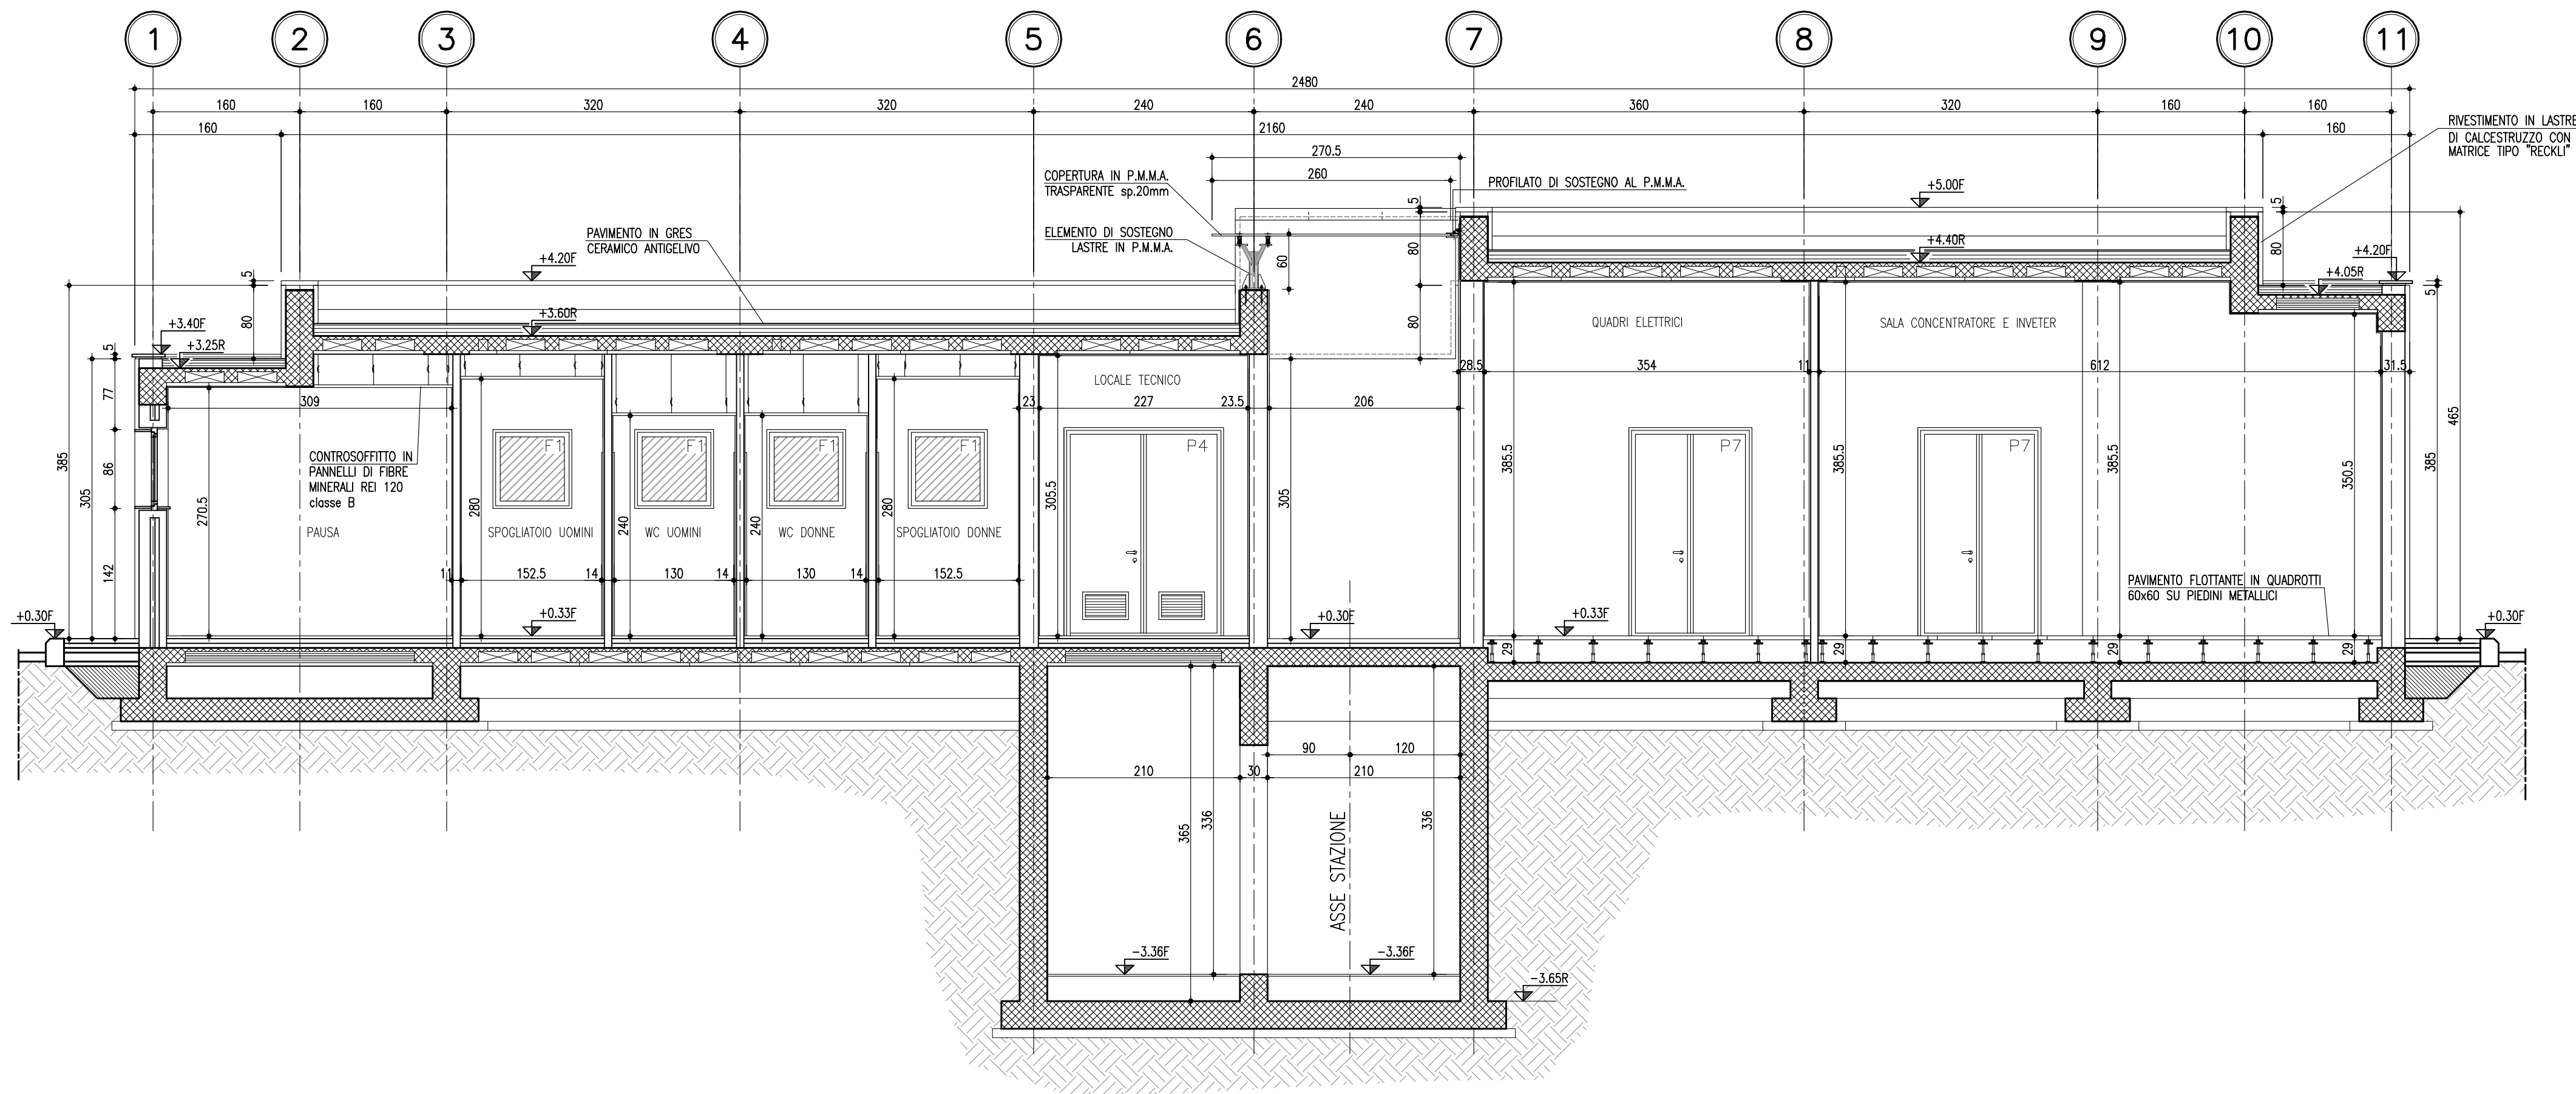 1 2 3 4 5 6 7 8 9 10 11
2480
160 160 320 320 240 240 360 320 160 160
160 2160 160
RIVESTIMENTO IN LASTRE
DI CALCESTRUZZO CON
MATRICE TIPO "RECKLI"
270.5
260
COPERTURA IN P.M.M.A.
TRASPARENTE sp.20mm
PROFILATO DI SOSTEGNO AL P.M.M.A.
+5.00F
5
5
PAVIMENTO IN GRES
CERAMICO ANTIGELIVO
ELEMENTO DI SOSTEGNO
LASTRE IN P.M.M.A.
60
80
+4.40R
80
+4.20F
+4.20F
+4.05R
5
5
80
80
+3.60R
+3.40F
+3.25R
5
QUADRI ELETTRICI
SALA CONCENTRATORE E INVETER
28.5 354 11 612 31.5
LOCALE TECNICO
77
309
23 227 23.5 206
465
385
305
86
142
270.5
CONTROSOFFITTO IN
PANNELLI DI FIBRE
MINERALI REI 120
classe B
PAUSA
F1 F1 F1 F1
P4 P7 P7
280
240
240
280
305.5
305
385.5
385.5
385.5
350.5
385
SPOGLIATOIO UOMINI
WC UOMINI
WC DONNE
SPOGLIATOIO DONNE
11 152.5 14 130 14 130 14 152.5
PAVIMENTO FLOTTANTE IN QUADROTTI
60x60 SU PIEDINI METALLICI
+0.30F
+0.33F
+0.30F
+0.33F
+0.30F
29
29
29
29
90 120
210 30 210
365
336
336
ASSE STAZIONE
-3.36F
-3.36F
-3.65R